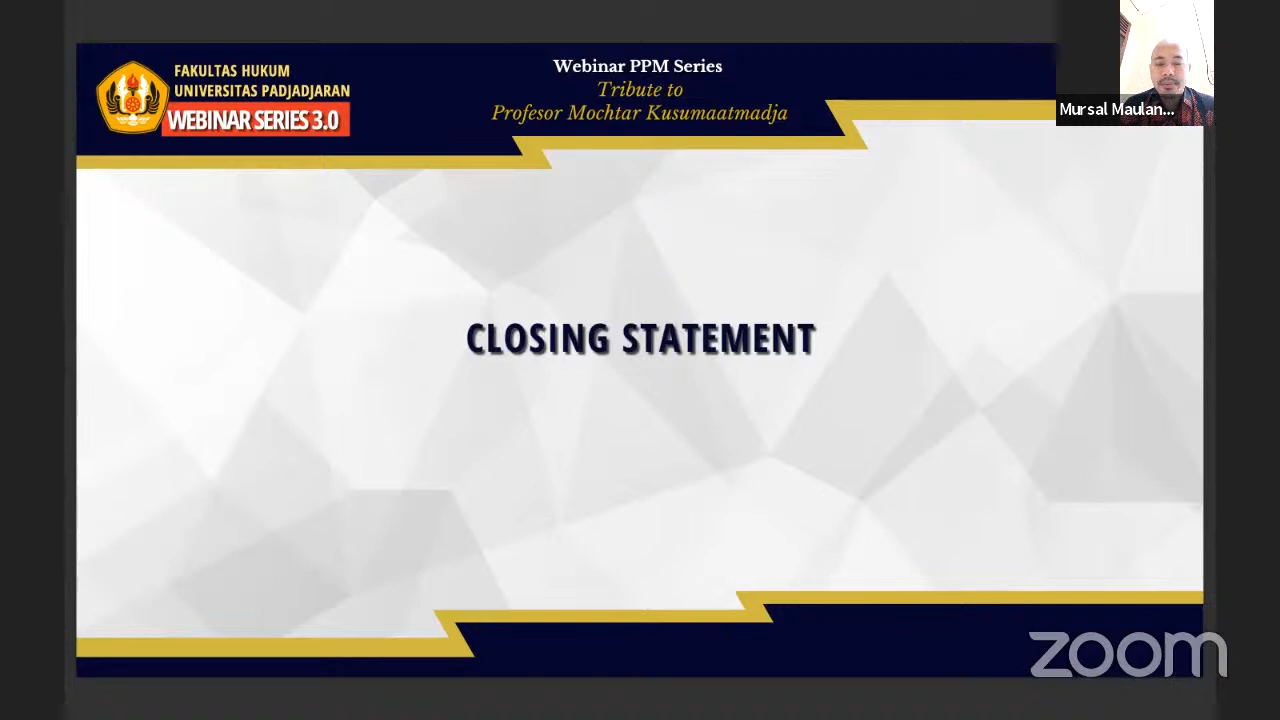 FAKULTAS HUKUM
UNIVERSITAS PADJADJARAN
WEBINAR SERIES 3.0
Webinar PPM Series
Tribute to
Profesor Mochtar Kusumaatmadja
Mursal Maulan...
CLOSING STATEMENT
zoom